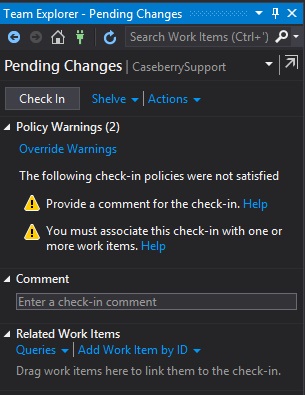 Team Explorer - Pending Changes
Search Work Items (Ctrl+')
Pending Changes | CaseberrySupport
Check In Shelve Actions
Policy Warnings (2)
Override Warnings
The following check-in policies were not satisfied
Provide a comment for the check-in. Help
You must associate this check-in with one or
more work items. Help
Comment
Enter a check-in comment
Related Work Items
Queries Add Work Item by ID
Drag work items here to link them to the check-in.